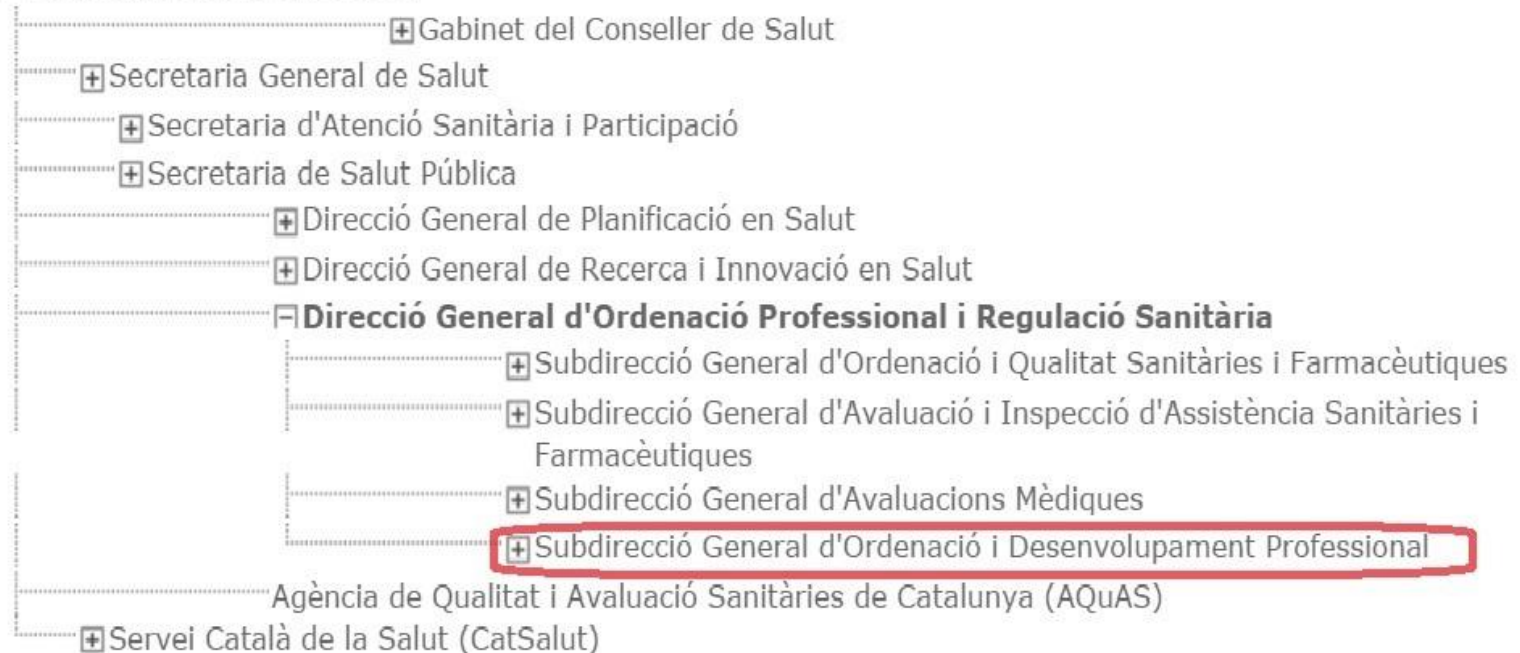 Gabinet del Conseller de Salut
Secretaria General de Salut
Secretaria d'Atenció Sanitària i Participació
Secretaria de Salut Pública
Direcció General de Planificació en Salut
Direcció General de Recerca i Innovació en Salut
Direcció General d'Ordenació Professional i Regulació Sanitària
Subdirecció General d'Ordenació i Qualitat Sanitàries i Farmacèutiques
Subdirecció General d'Avaluació i Inspecció d'Assistència Sanitàries i
Farmacèutiques
Subdirecció General d'Avaluacions Mèdiques
Subdirecció General d'Ordenació i Desenvolupament Professional
Agència de Qualitat i Avaluació Sanitàries de Catalunya (AQuAS)
Servei Català de la Salut (CatSalut)